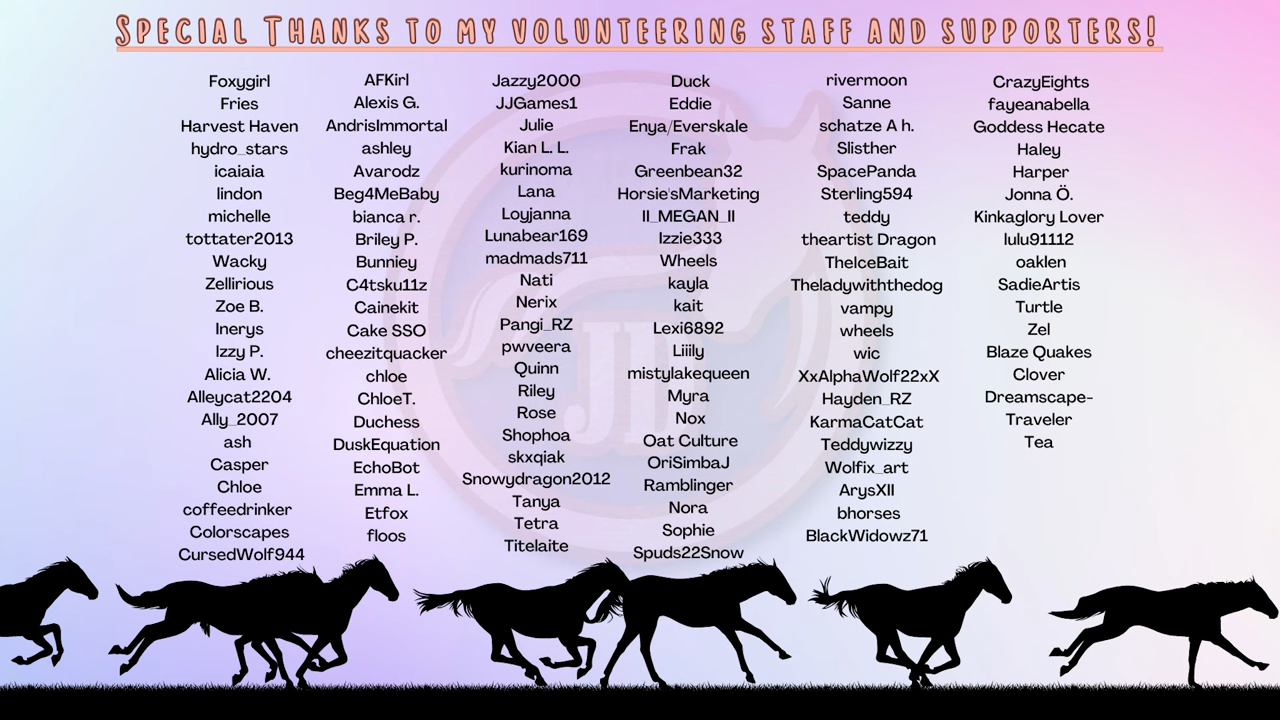 Special Thanks to my volunteering staff and supporters!
Foxygirl
Fries
Harvest Haven
hydro_stars
icaiaia
lindon
michelle
tottater2013
Wacky
Zellirious
Zoe B.
Inerys
Izzy P.
Alicia W.
Alleycat2204
Ally_2007
ash
Casper
Chloe
coffeedrinker
Colorscapes
CursedWolf944
AFKirl
Alexis G.
AndrisImmortal
ashley
Avarodz
Beg4MeBaby
bianca r.
Briley P.
Bunniey
C4tsku11z
Cainekit
Cake SSO
cheezitquacker
chloe
ChloeT.
Duchess
DuskEquation
EchoBot
Emma L.
Etfox
floos
Jazzy2000
JJGames1
Julie
Kian L. L.
kurinoma
Lana
Loyjanna
Lunabear169
madmads711
Nati
Nerix
Pangi_RZ
pwveera
Quinn
Riley
Rose
Shophoa
skxqiak
Snowydragon2012
Tanya
Tetra
Titelaite
Duck
Eddie
Enya/Everskale
Frak
Greenbean32
Horsie'sMarketing
II_MEGAN_II
Izzie333
Wheels
kayla
kait
Lexi6892
Liiily
mistylakequeen
Myra
Nox
Oat Culture
OriSimbaJ
Ramblinger
Nora
Sophie
Spuds22Snow
rivermoon
Sanne
schatze A h.
Slisther
SpacePanda
Sterling594
teddy
theartist Dragon
TheIceBait
Theladywiththedog
vampy
wheels
wic
XxAlphaWolf22xX
Hayden_RZ
KarmaCatCat
Teddywizzy
Wolfix_art
ArysXII
bhorses
BlackWidowz71
CrazyEights
fayeanabella
Goddess Hecate
Haley
Harper
Jonna Ö.
Kinkaglory Lover
lulu91112
oaklen
SadieArtis
Turtle
Zel
Blaze Quakes
Clover
Dreamscape-
Traveler
Tea